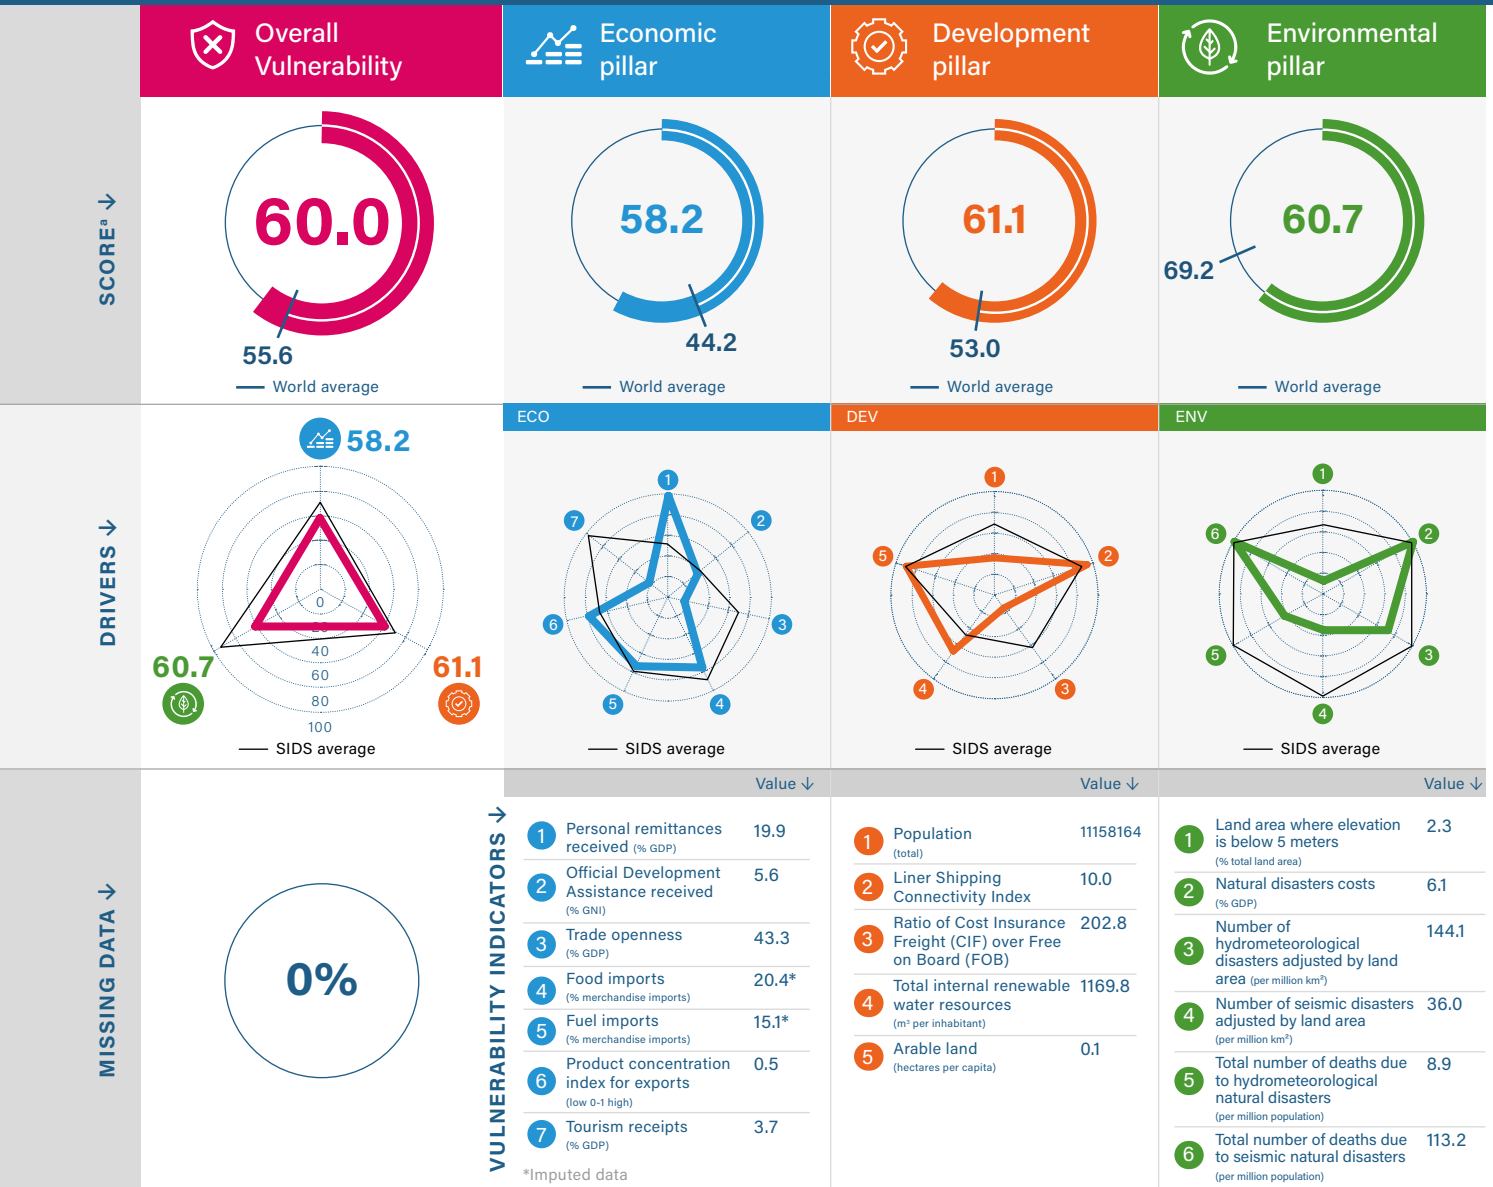 Overall
Vulnerability
Economic
pillar
Development
pillar
Environmental
pillar
SCOREª →
60.0
55.6
World average
58.2
44.2
World average
61.1
53.0
World average
60.7
69.2
World average
DRIVERS →
58.2
0
20
40
60
80
100
60.7
61.1
SIDS average
ECO
1
2
3
4
5
6
7
SIDS average
DEV
1
2
3
4
5
SIDS average
ENV
1
2
3
4
5
6
SIDS average
MISSING DATA →
0%
VULNERABILITY INDICATORS →
Value ↓
1 Personal remittances 19.9
received (% GDP)
2 Official Development 5.6
Assistance received
(% GNI)
3 Trade openness 43.3
(% GDP)
4 Food imports 20.4*
(% merchandise imports)
5 Fuel imports 15.1*
(% merchandise imports)
6 Product concentration 0.5
index for exports
(low 0-1 high)
7 Tourism receipts 3.7
(% GDP)
*Imputed data
Value ↓
1 Population 11158164
(total)
2 Liner Shipping 10.0
Connectivity Index
3 Ratio of Cost Insurance 202.8
Freight (CIF) over Free
on Board (FOB)
4 Total internal renewable 1169.8
water resources
(m³ per inhabitant)
5 Arable land 0.1
(hectares per capita)
Value ↓
1 Land area where elevation 2.3
is below 5 meters
(% total land area)
2 Natural disasters costs 6.1
(% GDP)
3 Number of 144.1
hydrometeorological
disasters adjusted by land
area (per million km²)
4 Number of seismic disasters 36.0
adjusted by land area
(per million km²)
5 Total number of deaths due 8.9
to hydrometeorological
natural disasters
(per million population)
6 Total number of deaths due 113.2
to seismic natural disasters
(per million population)